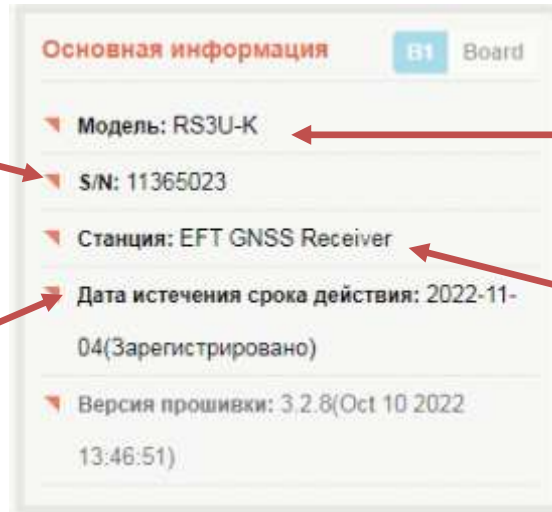 Основная информация B1 Board
Модель: RS3U-K
S/N: 11365023
Станция: EFT GNSS Receiver
Дата истечения срока действия: 2022-11-
04(Зарегистрировано)
Версия прошивки: 3.2.8(Oct 10 2022
13:46:51)